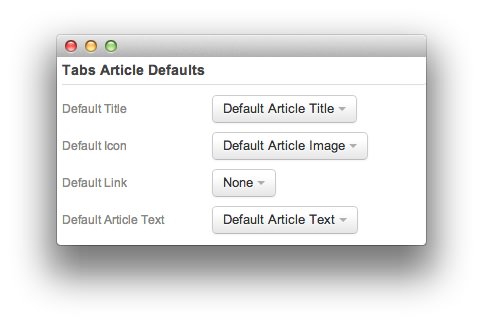 Tabs Article Defaults
Default Title Default Article Title
Default Icon Default Article Image
Default Link None
Default Article Text Default Article Text